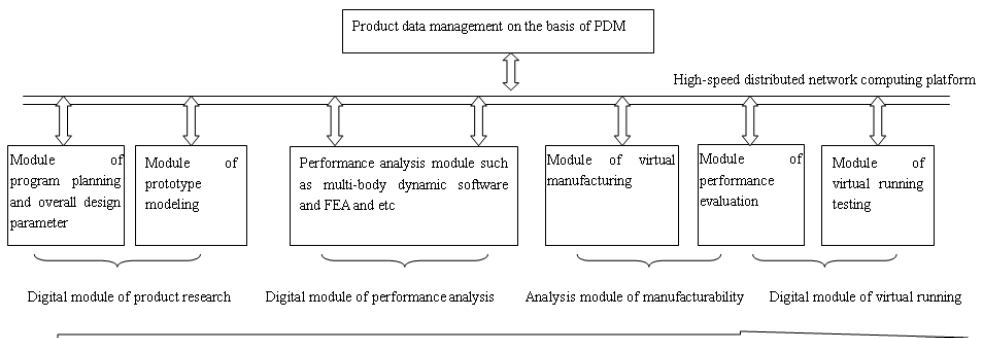 Product data management on the basis of PDM
High-speed distributed network computing platform
Module of
program planning
and overall design
parameter
Module of
prototype
modeling
Performance analysis module such
as multi-body dynamic software
and FEA and etc
Module of virtual
manufacturing
Module of
performance
evaluation
Module of
virtual running
testing
Digital module of product research
Digital module of performance analysis
Analysis module of manufacturability
Digital module of virtual running